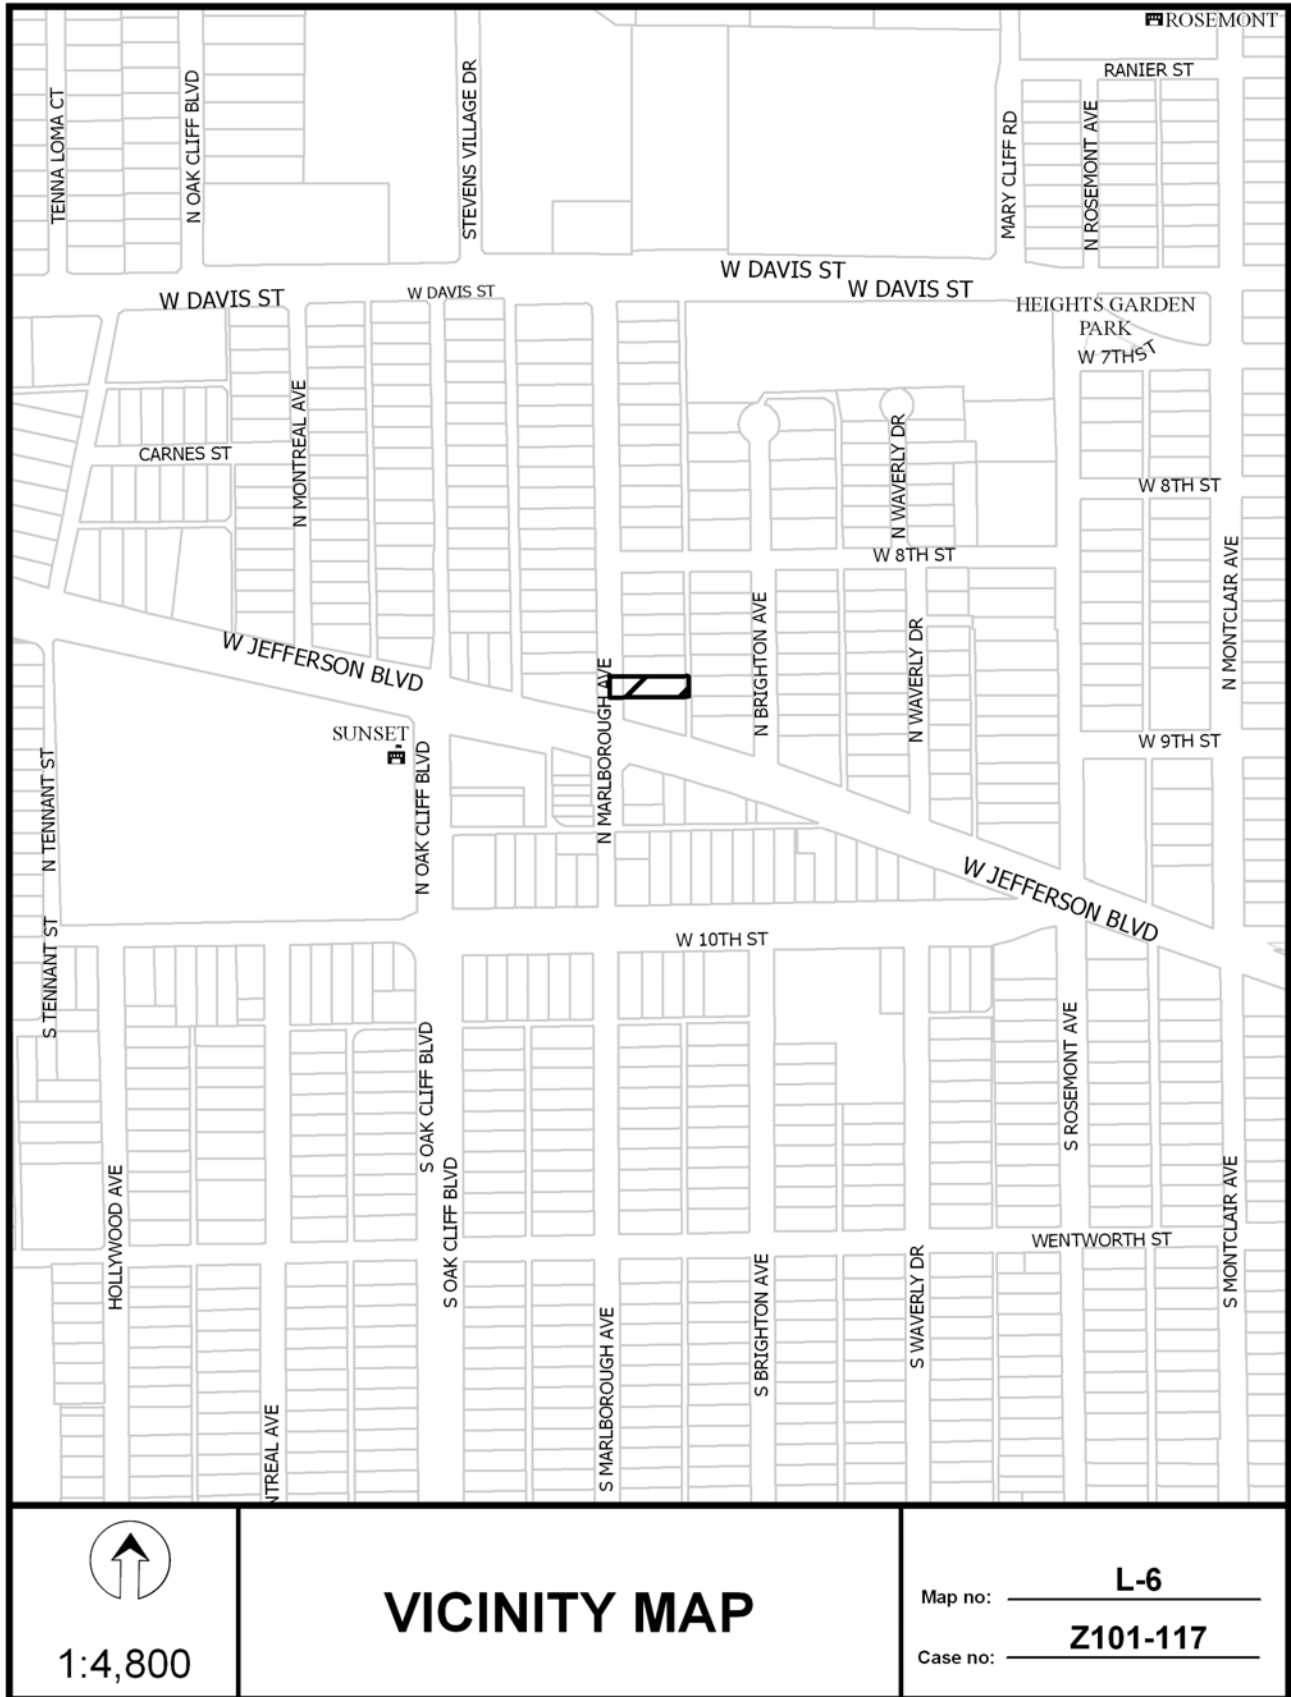 ROSEMONT
RANIER ST
TENNA LOMA CT
N OAK CLIFF BLVD
STEVENS VILLAGE DR
MARY CLIFF RD
N ROSEMONT AVE
W DAVIS ST
W DAVIS ST
W DAVIS ST
W DAVIS ST
HEIGHTS GARDEN
PARK
W 7TH ST
N MONTREAL AVE
CARNES ST
N WAVERLY DR
W 8TH ST
W 8TH ST
N MONTCLAIR AVE
N BRIGHTON AVE
N WAVERLY DR
W JEFFERSON BLVD
N MARLBOROUGH AVE
SUNSET
N OAK CLIFF BLVD
W 9TH ST
N TENNANT ST
W JEFFERSON BLVD
S TENNANT ST
W 10TH ST
S OAK CLIFF BLVD
S ROSEMONT AVE
HOLLYWOOD AVE
S OAK CLIFF BLVD
S MONTCLAIR AVE
WENTWORTH ST
S BRIGHTON AVE
S WAVERLY DR
S MARLBOROUGH AVE
NTREAL AVE
1:4,800
VICINITY MAP
Map no: L-6
Case no: Z101-117